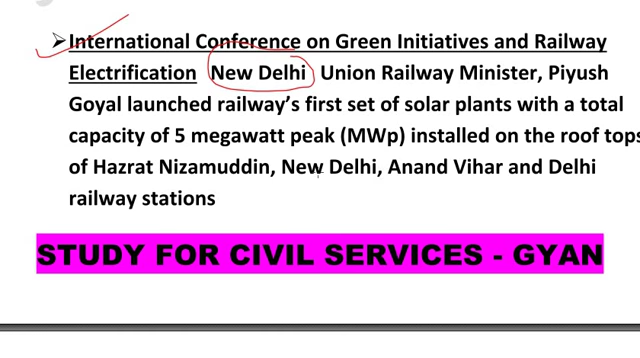 International Conference on Green Initiatives and Railway
Electrification New Delhi Union Railway Minister, Piyush
Goyal launched railway's first set of solar plants with a total
capacity of 5 megawatt peak (MWp) installed on the roof tops
of Hazrat Nizamuddin, New Delhi, Anand Vihar and Delhi
railway stations
STUDY FOR CIVIL SERVICES - GYAN